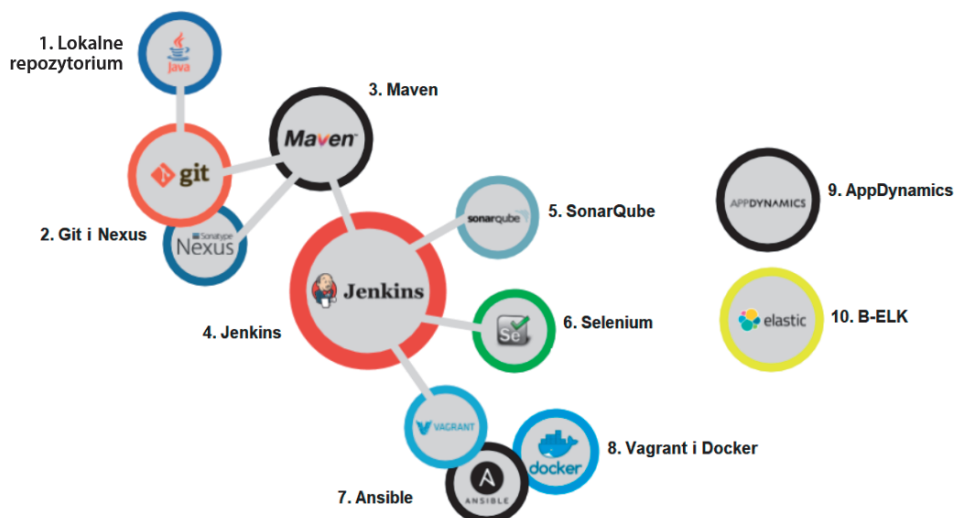 1. Lokalne
repozytorium
Java
3. Maven
Maven
git
2. Git i Nexus
Sonatype
Nexus
sonarqube
5. SonarQube
APPDYNAMICS
9. AppDynamics
Jenkins
4. Jenkins
Se
6. Selenium
elastic
10. B-ELK
VAGRANT
docker
8. Vagrant i Docker
7. Ansible
ANSIBLE